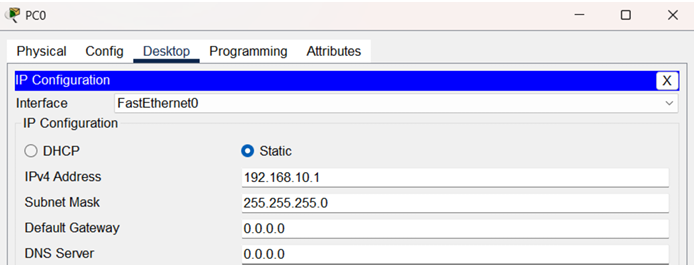 PC0
Physical Config Desktop Programming Attributes
IP Configuration X
Interface FastEthernet0
IP Configuration
DHCP Static
IPv4 Address 192.168.10.1
Subnet Mask 255.255.255.0
Default Gateway 0.0.0.0
DNS Server 0.0.0.0